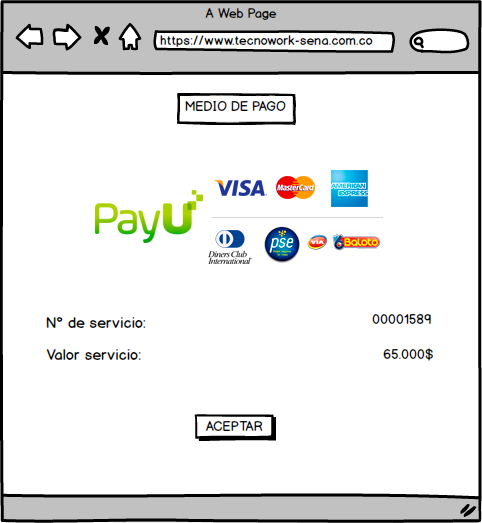 A Web Page
https://www.tecnowork-sena.com.co
MEDIO DE PAGO
PayU
VISA
MasterCard
AMERICAN
EXPRESS
Diners Club
International
pse
VIA
Baloto
N° de servicio:
00001589
Valor servicio:
65.000$
ACEPTAR